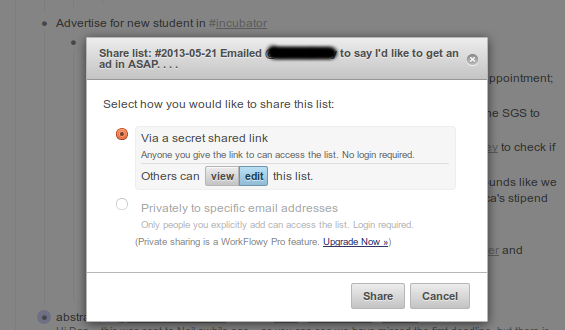 Advertise for new student in #incubator
Share list: #2013-05-21 Emailed to say I'd like to get an
ad in ASAP. . . .
ppointment;
Select how you would like to share this list:
e SGS to
Via a secret shared link
ey to check if
Anyone you give the link to can access the list. No login required.
Others can view edit this list.
ounds like we
ca's stipend
Privately to specific email addresses
Only people you explicitly add can access the list. Login required.
(Private sharing is a WorkFlowy Pro feature. Upgrade Now »)
er and
Share Cancel
abstra